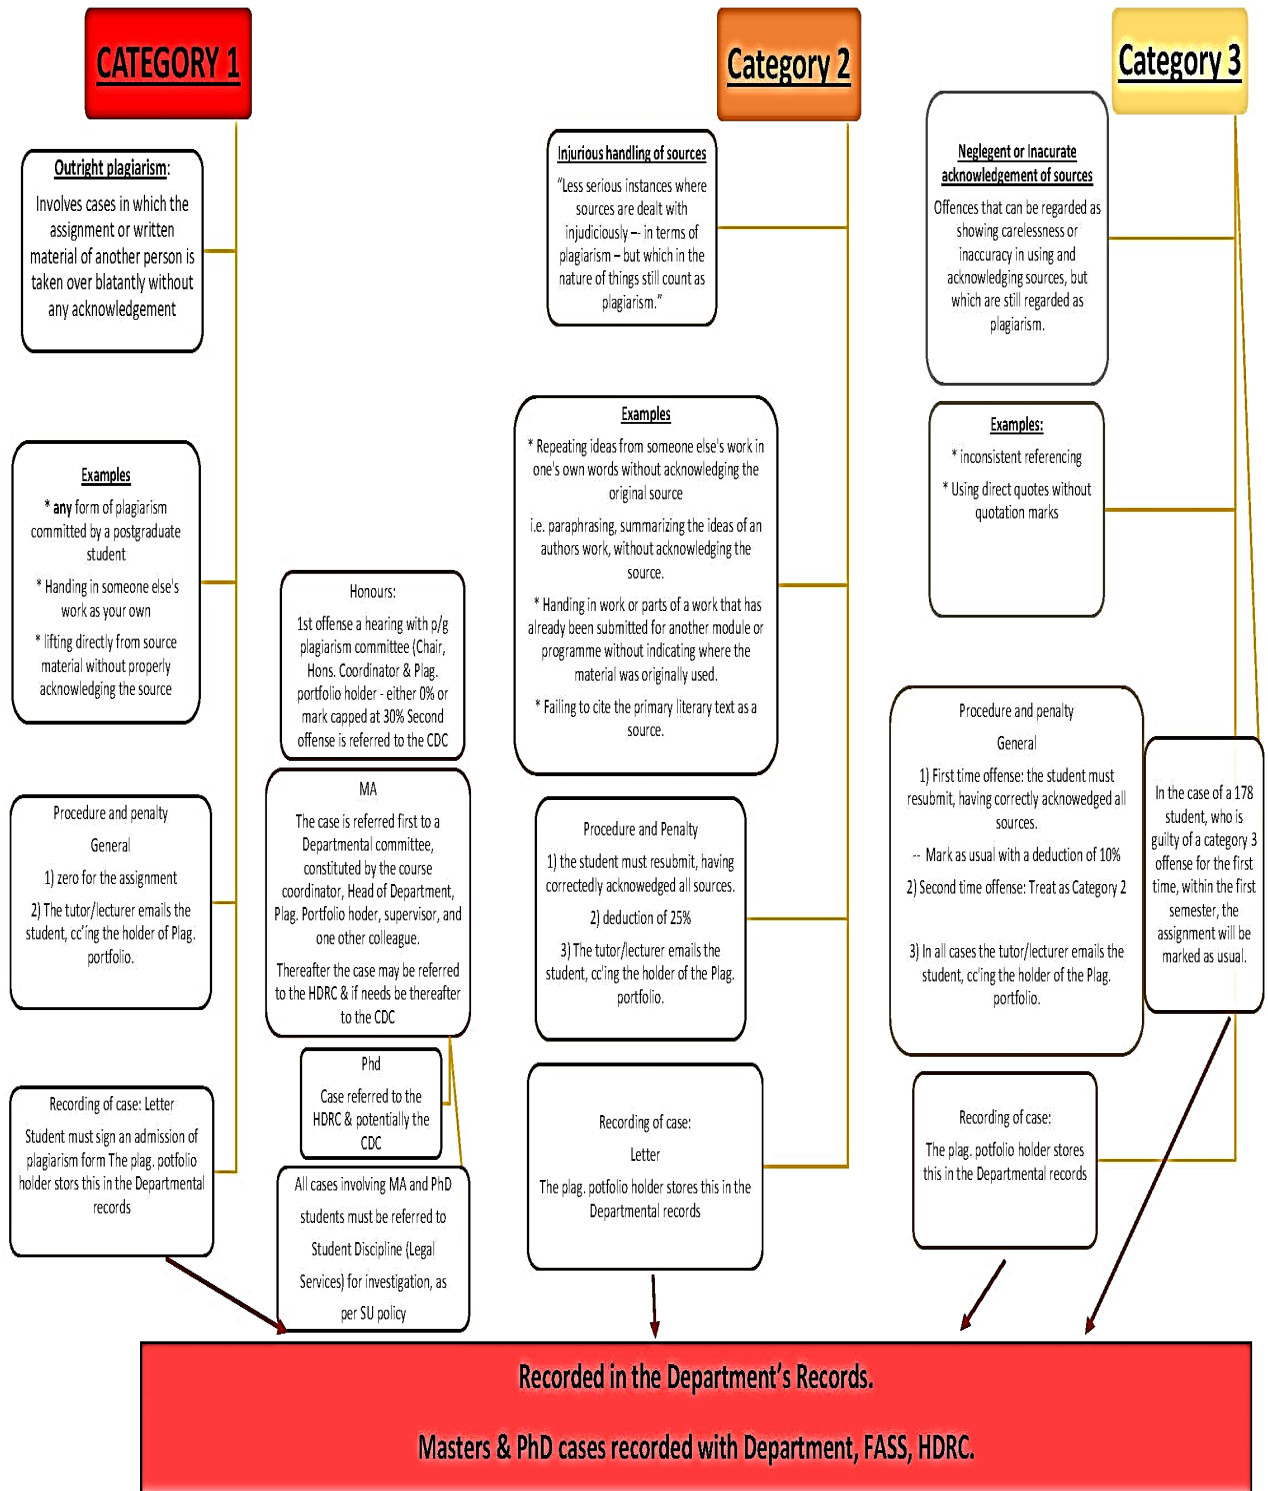 CATEGORY 1
Outright plagiarism:
Involves cases in which the
assignment or written
material of another person is
taken over blatantly without
any acknowledgement
Examples
* any form of plagiarism
committed by a postgraduate
student
* Handing in someone else's
work as your own
* lifting directly from source
material without properly
acknowledging the source
Procedure and penalty
General
1) zero for the assignment
2) The tutor/lecturer emails the
student, cc'ing the holder of Plag.
portfolio.
Recording of case: Letter
Student must sign an admission of
plagiarism form The plag. potfolio
holder stors this in the Departmental
records
Honours:
1st offense a hearing with p/g
plagiarism committee (Chair,
Hons. Coordinator & Plag.
portfolio holder - either 0% or
mark capped at 30% Second
offense is referred to the CDC
MA
The case is referred first to a
Departmental committee,
constituted by the course
coordinator, Head of Department,
Plag. Portfolio hoder, supervisor, and
one other colleague.
Thereafter the case may be referred
to the HDRC & if needs be thereafter
to the CDC
Phd
Case referred to the
HDRC & potentially the
CDC
All cases involving MA and PhD
students must be referred to
Student Discipline (Legal
Services) for investigation, as
per SU policy
Category 2
Injurious handling of sources
“Less serious instances where
sources are dealt with
injudiciously –- in terms of
plagiarism – but which in the
nature of things still count as
plagiarism.”
Examples
* Repeating ideas from someone else's work in
one's own words without acknowledging the
original source
i.e. paraphrasing, summarizing the ideas of an
authors work, without acknowledging the
source.
* Handing in work or parts of a work that has
already been submitted for another module or
programme without indicating where the
material was originally used.
* Failing to cite the primary literary text as a
source.
Procedure and Penalty
1) the student must resubmit, having
correctedly acknowedged all sources.
2) deduction of 25%
3) The tutor/lecturer emails the
student, cc'ing the holder of the Plag.
portfolio.
Recording of case:
Letter
The plag. potfolio holder stores this in the
Departmental records
Category 3
Neglegent or Inacurate
acknowledgement of sources
Offences that can be regarded as
showing carelessness or
inaccuracy in using and
acknowledging sources, but
which are still regarded as
plagiarism.
Examples:
* inconsistent referencing
* Using direct quotes without
quotation marks
Procedure and penalty
General
1) First time offense: the student must
resubmit, having correctly acknowedged all
sources.
-- Mark as usual with a deduction of 10%
2) Second time offense: Treat as Category 2
3) In all cases the tutor/lecturer emails the
student, cc'ing the holder of the Plag.
portfolio.
In the case of a 178
student, who is
guilty of a category 3
offense for the first
time, within the first
semester, the
assignment will be
marked as usual.
Recording of case:
The plag. potfolio holder stores
this in the Departmental records
Recorded in the Department’s Records.
Masters & PhD cases recorded with Department, FASS, HDRC.